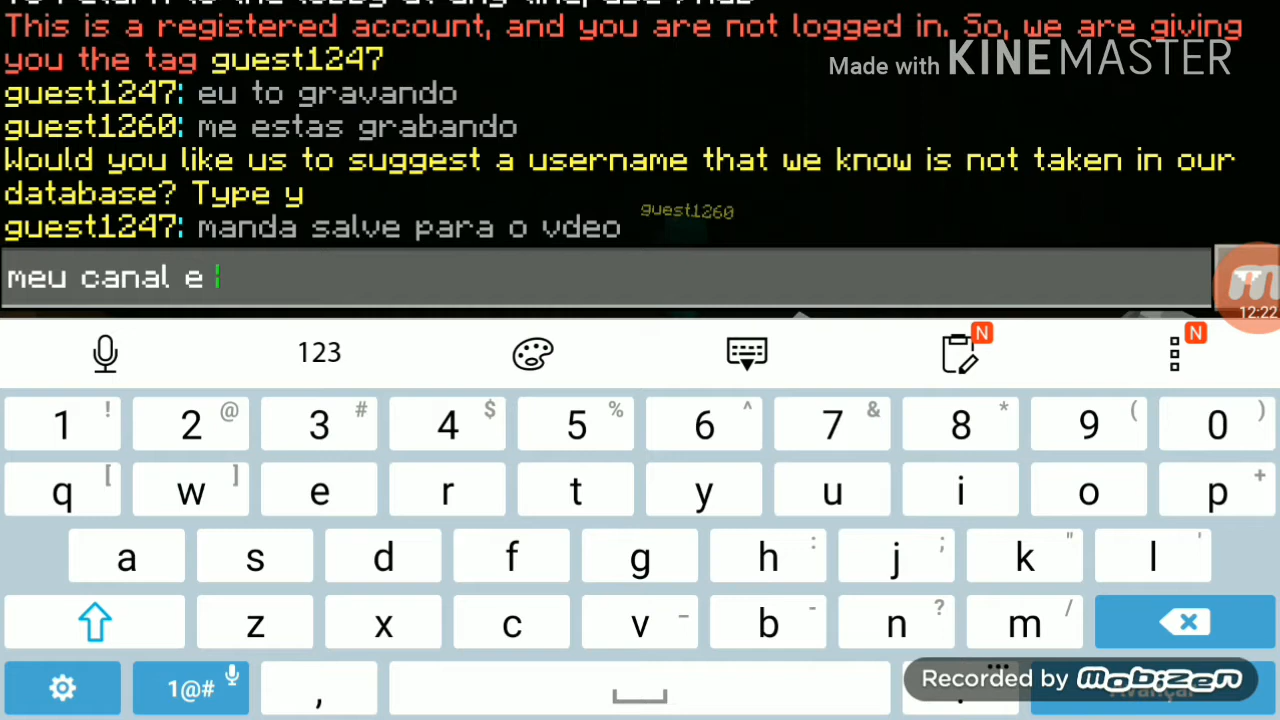 This is a registered account, and you are not logged in. So, we are giving
you the tag guest1247
Made with KINEMASTER
guest1247: eu to gravando
guest1260: me estas grabando
Would you like us to suggest a username that we know is not taken in our
database? Type y
guest1260
guest1247: manda salve para o vdeo
meu canal e
12:22
123
N
N
1 ! 2 @ 3 # 4 $ 5 % 6 ^ 7 & 8 * 9 ( 0 )
q [ w ] e r t y u i o p +
a s d f g h : j ; k " l '
z x c v _ b - n ? m /
1@# , .
Recorded by mobizen